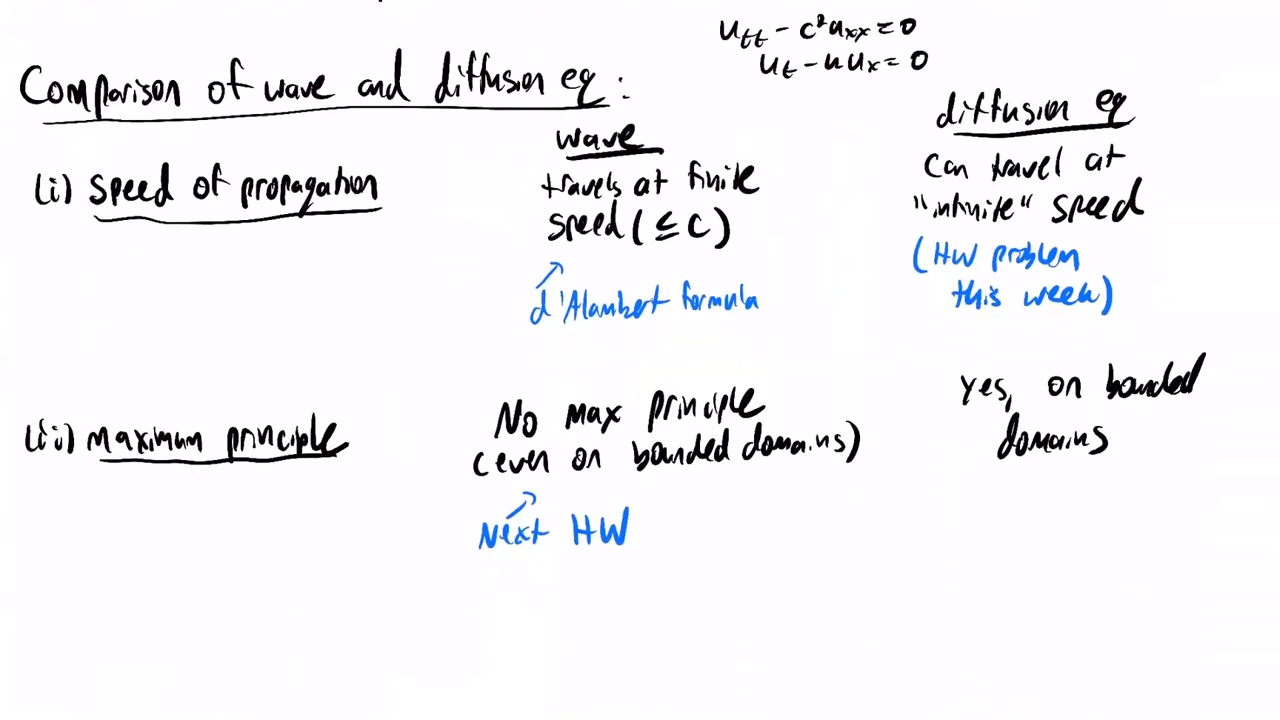 u_tt - c²u_xx = 0
u_t - k u_x = 0
Comparison of wave and diffusion eq :
wave
diffusion eq
(i) speed of propagation
travels at finite
speed ( ≤ c )
can travel at
"infinite" speed
(HW problem
this week)
d'Alambert formula
(ii) maximum principle
No max principle
(even on bounded domains)
yes, on bounded
domains
Next HW